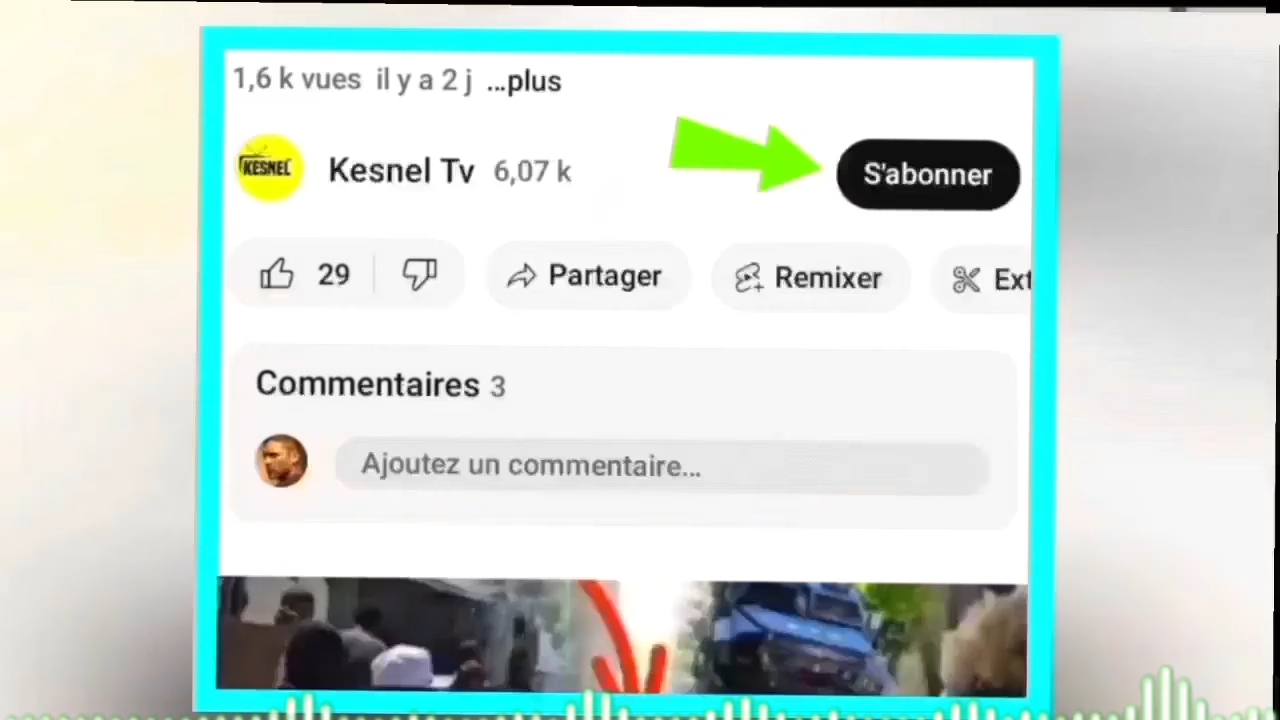 1,6 k vues il y a 2 j ...plus
KESNEL
Kesnel Tv 6,07 k
S'abonner
29
Partager
Remixer
Ext
Commentaires 3
Ajoutez un commentaire...